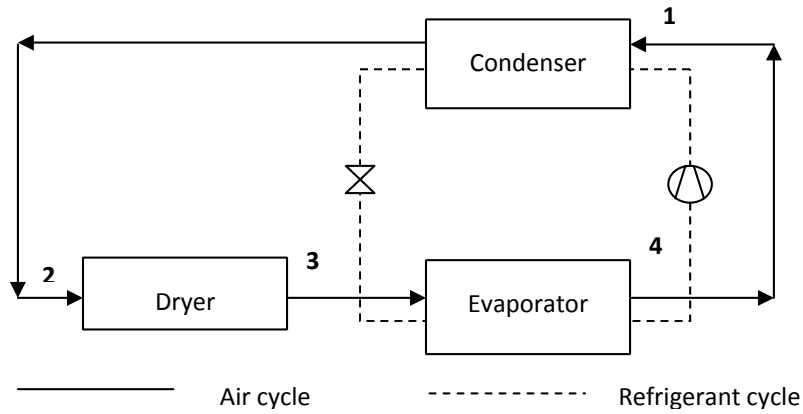 1
Condenser
2
3
4
Dryer
Evaporator
Air cycle
Refrigerant cycle